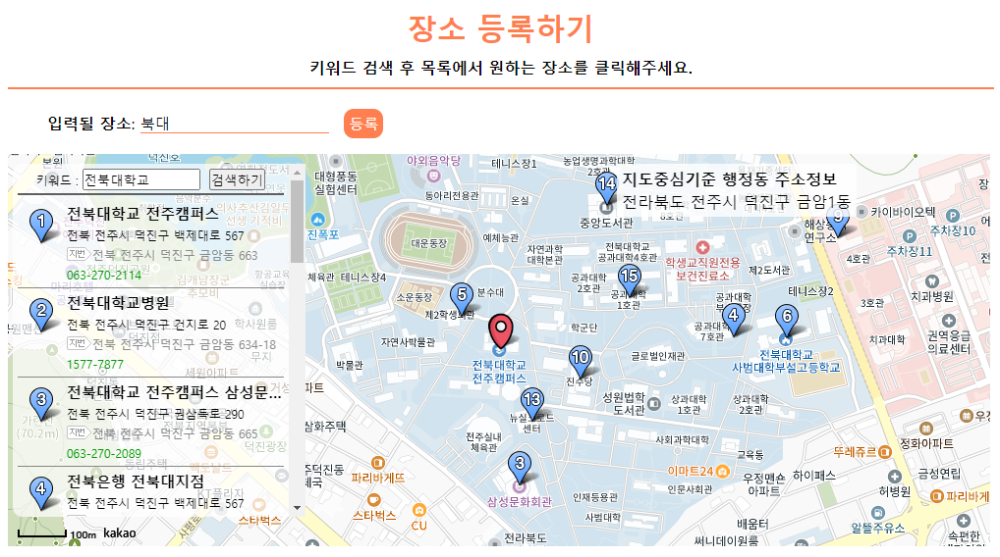 장소 등록하기
키워드 검색 후 목록에서 원하는 장소를 클릭해주세요.
입력될 장소: 북대
등록
키워드 : 전북대학교 검색하기
1
전북대학교 전주캠퍼스
전북 전주시 덕진구 백제대로 567
지번 전북 전주시 덕진구 금암동 663
063-270-2114
2
전북대학교병원
전북 전주시 덕진구 건지로 20
지번 전북 전주시 덕진구 금암동 634-18
1577-7877
3
전북대학교 전주캠퍼스 삼성문...
전북 전주시 덕진구 권삼득로 290
지번 전북 전주시 덕진구 금암동 665
063-270-2089
4
전북은행 전북대지점
전북 전주시 덕진구 백제대로 567
100m kakao
지도중심기준 행정동 주소정보
전라북도 전주시 덕진구 금암1동
야외음악당
테니스장1
농업생명과학대학
2호관
대형풍동
실험센터
동아리전용관
온실
14
중앙도서관
진폭포
대운동장
예체능관
자연과학
대학본관
전북대학교
공과대학4호관
학생교직원전용
보건진료소
해상풍
연구소
9
카이바이오텍
주차장10
주차장11
4호관
체육관
테니스장4
소운동장
5
분수대
제2학생회관
공과대학
2호관
15
공과대학
1호관
제2도서관
테니스장2
3호관
치과병원
공과대학
7호관
4
6
전북대학교
사범대학부설고등학교
치과대학
권역응급
의료센터
자연사박물관
박물관
전북대학교
전주캠퍼스
학군단
10
진수당
글로벌인재관
13
뉴실크로드
센터
성원법학
도서관
상과대학
1호관
상과대학
2호관
삼화주택
전주실내
체육관
사회과학대학
교육동
3
삼성문화회관
이마트24
인문사회관
우정맨숀
아파트
하이패스
인재등용관
사범대학
전북도
파리바게뜨
스타벅스
CU
스타벅스
뚜레쥬르
정화아파트
금성연립
허병원
파리바게
알뜰주유소
배움터
써니데이원룸
속편한